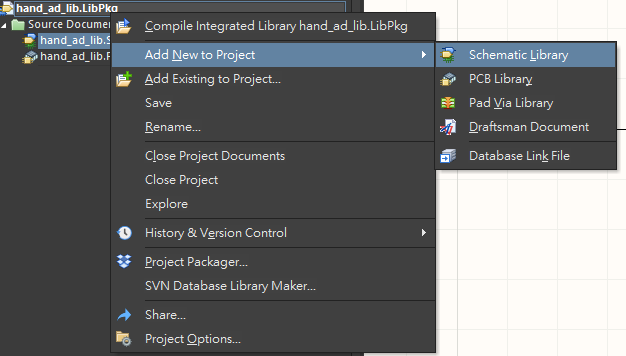 hand_ad_lib.LibPkg
Source Documen
hand_ad_lib.S
hand_ad_lib.P
Compile Integrated Library hand_ad_lib.LibPkg
Add New to Project
Add Existing to Project...
Save
Rename...
Close Project Documents
Close Project
Explore
History & Version Control
Project Packager...
SVN Database Library Maker...
Share...
Project Options...
Schematic Library
PCB Library
Pad Via Library
Draftsman Document
Database Link File